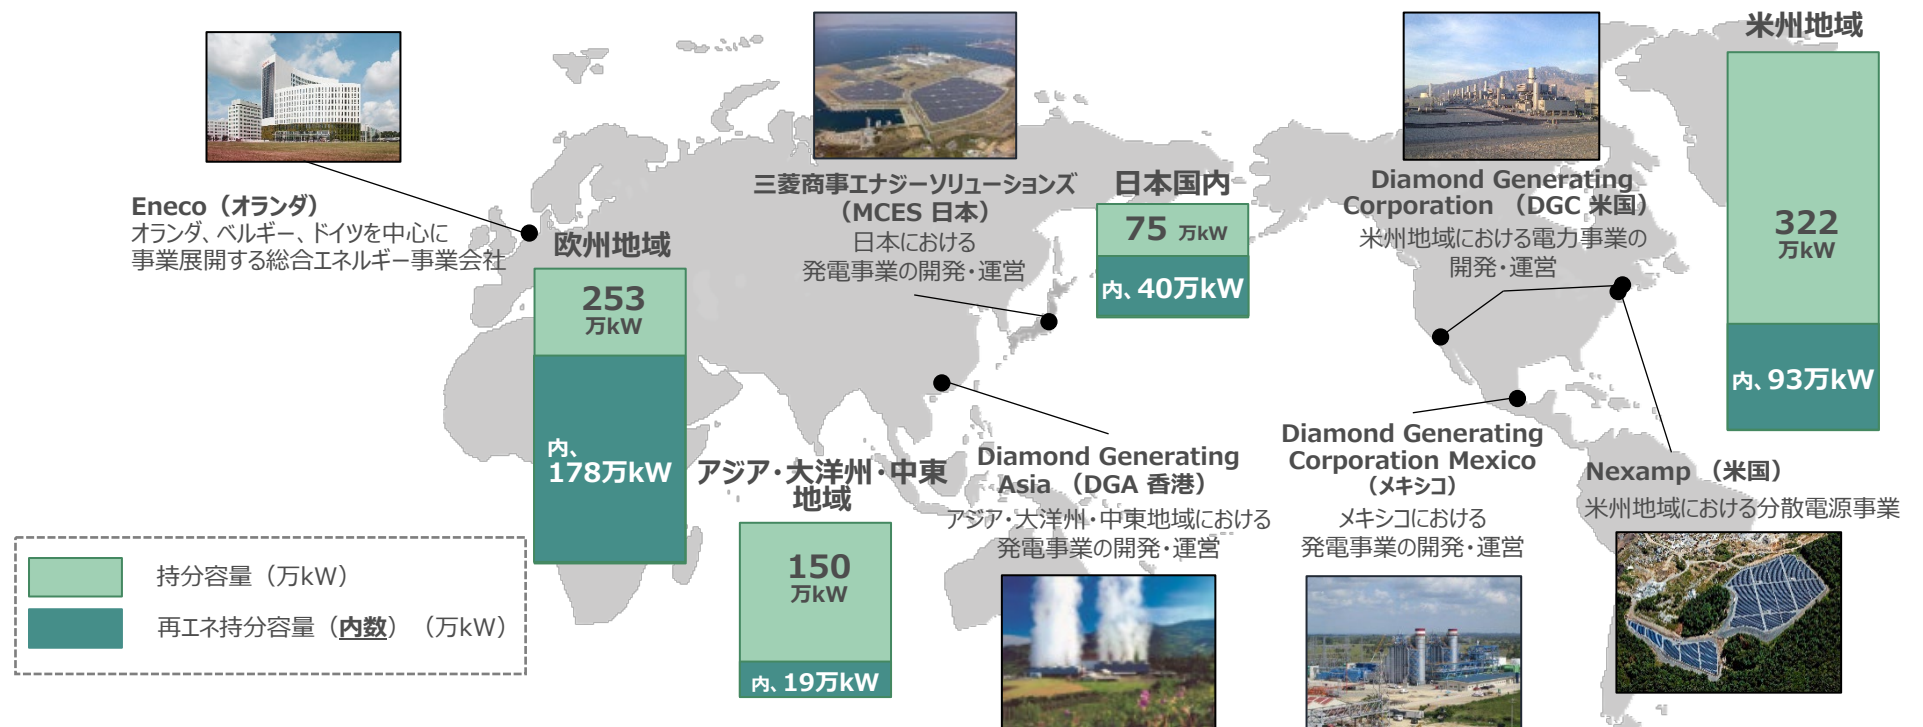 Eneco（オランダ）
オランダ、ベルギー、ドイツを中心に
事業展開する総合エネルギー事業会社
欧州地域
253
万kW
内、
178万kW
三菱商事エナジーソリューションズ
（MCES 日本）
日本における
発電事業の開発・運営
日本国内
75 万kW
内、40万kW
Diamond Generating
Corporation （DGC 米国）
米州地域における電力事業の
開発・運営
米州地域
322
万kW
内、93万kW
アジア・大洋州・中東
地域
150
万kW
内、19万kW
Diamond Generating
Asia （DGA 香港）
アジア・大洋州・中東地域における
発電事業の開発・運営
Diamond Generating
Corporation Mexico
（メキシコ）
メキシコにおける
発電事業の開発・運営
Nexamp （米国）
米州地域における分散電源事業
持分容量（万kW）
再エネ持分容量（内数）（万kW）